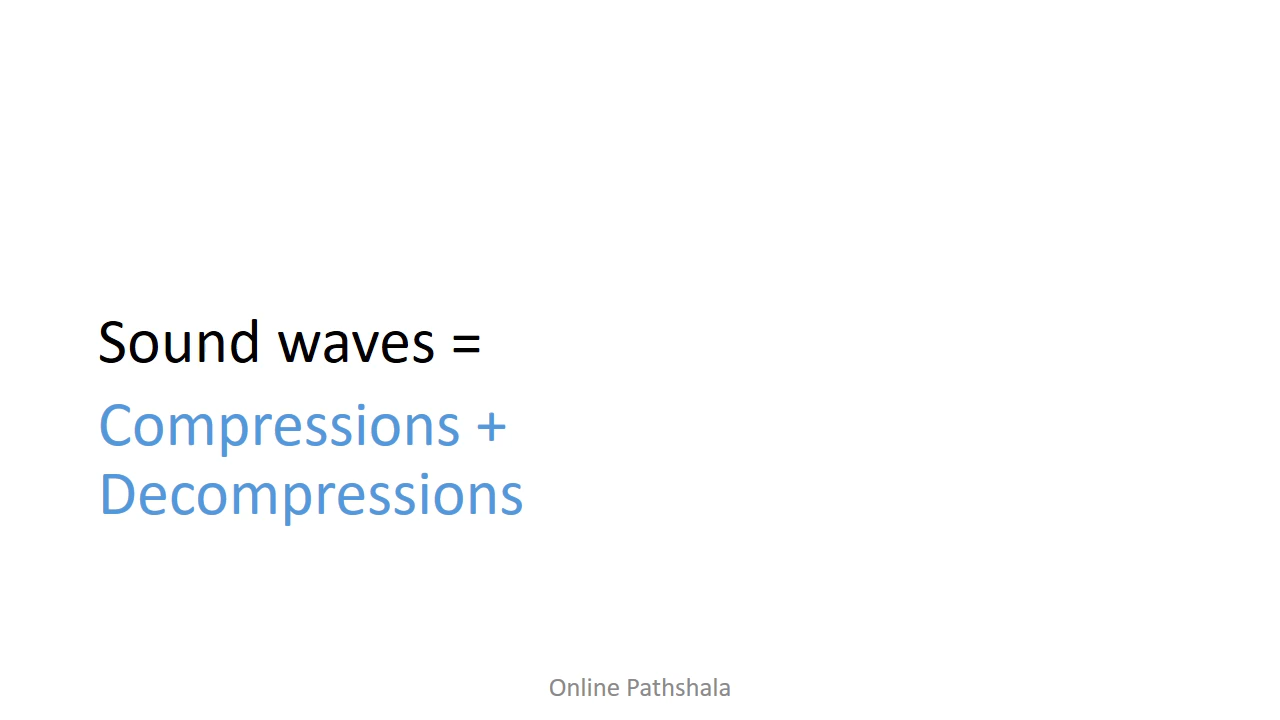 Sound waves =
Compressions +
Decompressions
Online Pathshala